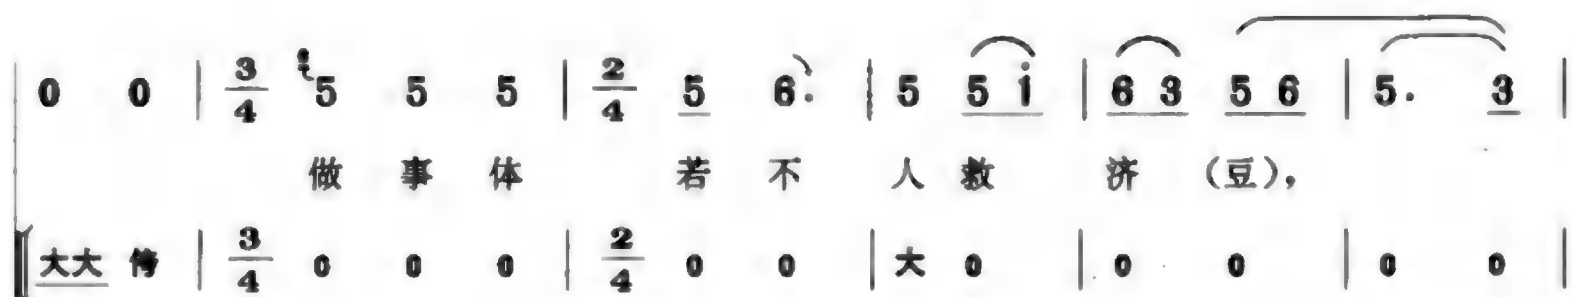 0 0 | 3/4 5 5 5 | 2/4 5 6. | 5 5 i | 6 3 5 6 | 5. 3 |
做 事 体 若 不 人 救 济 (豆),
大大 | 3/4 0 0 0 | 2/4 0 0 | 大 0 | 0 0 | 0 0 |